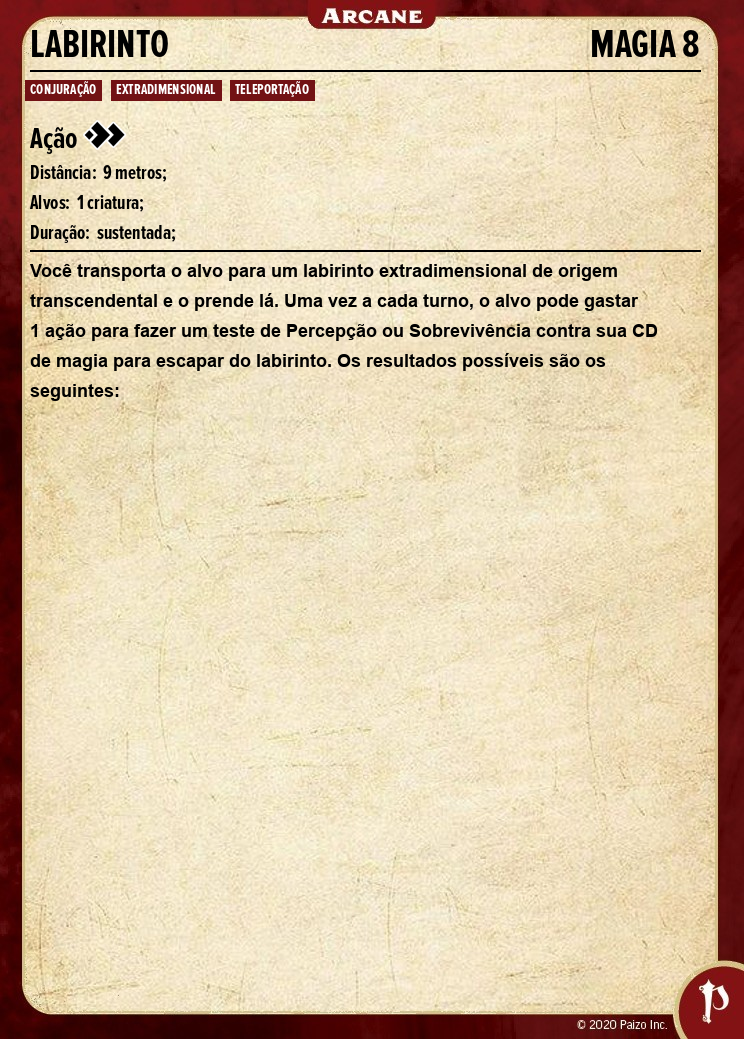 ARCANE
LABIRINTO MAGIA 8
CONJURAÇÃO EXTRADIMENSIONAL TELEPORTAÇÃO
Ação
Distância: 9 metros;
Alvos: 1 criatura;
Duração: sustentada;
Você transporta o alvo para um labirinto extradimensional de origem
transcendental e o prende lá. Uma vez a cada turno, o alvo pode gastar
1 ação para fazer um teste de Percepção ou Sobrevivência contra sua CD
de magia para escapar do labirinto. Os resultados possíveis são os
seguintes:
© 2020 Paizo Inc.
P